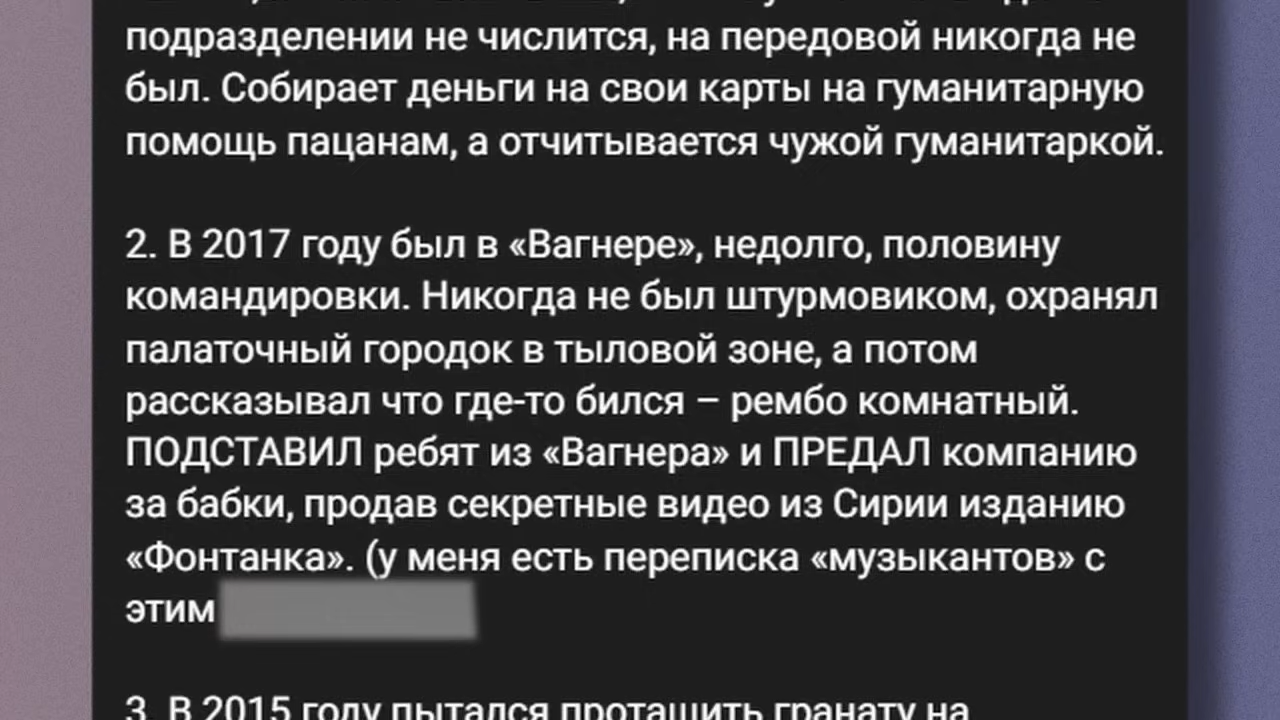 подразделении не числится, на передовой никогда не
был. Собирает деньги на свои карты на гуманитарную
помощь пацанам, а отчитывается чужой гуманитаркой.
2. В 2017 году был в «Вагнере», недолго, половину
командировки. Никогда не был штурмовиком, охранял
палаточный городок в тыловой зоне, а потом
рассказывал что где-то бился – рембо комнатный.
ПОДСТАВИЛ ребят из «Вагнера» и ПРЕДАЛ компанию
за бабки, продав секретные видео из Сирии изданию
«Фонтанка». (у меня есть переписка «музыкантов» с
этим
3. В 2015 году пытался протащить гранату на